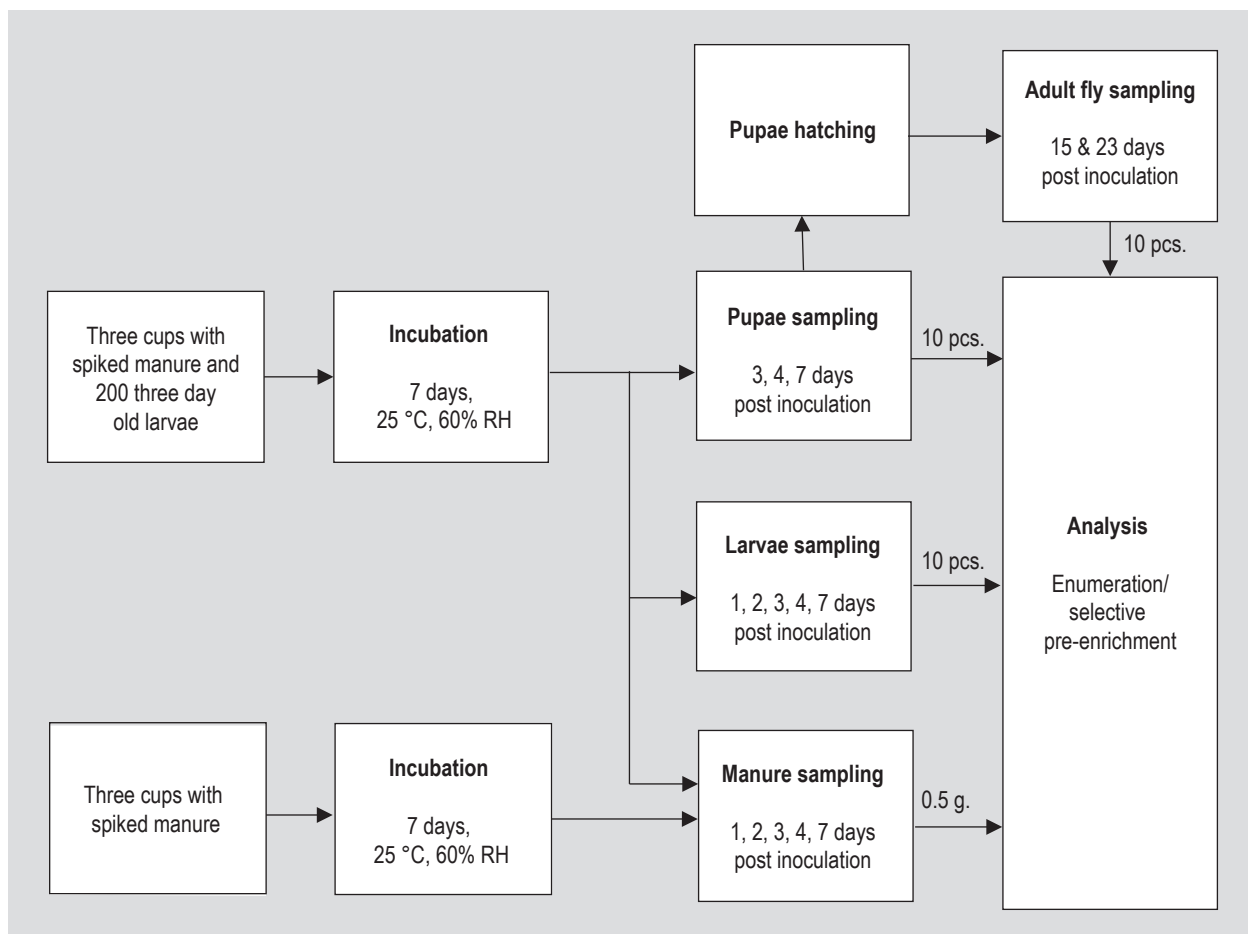 Pupae hatching
Adult fly sampling
15 & 23 days
post inoculation
10 pcs.
Three cups with
spiked manure and
200 three day
old larvae
Incubation
7 days,
25 °C, 60% RH
Pupae sampling
3, 4, 7 days
post inoculation
10 pcs.
Larvae sampling
1, 2, 3, 4, 7 days
post inoculation
10 pcs.
Analysis
Enumeration/
selective
pre-enrichment
Three cups with
spiked manure
Incubation
7 days,
25 °C, 60% RH
Manure sampling
1, 2, 3, 4, 7 days
post inoculation
0.5 g.